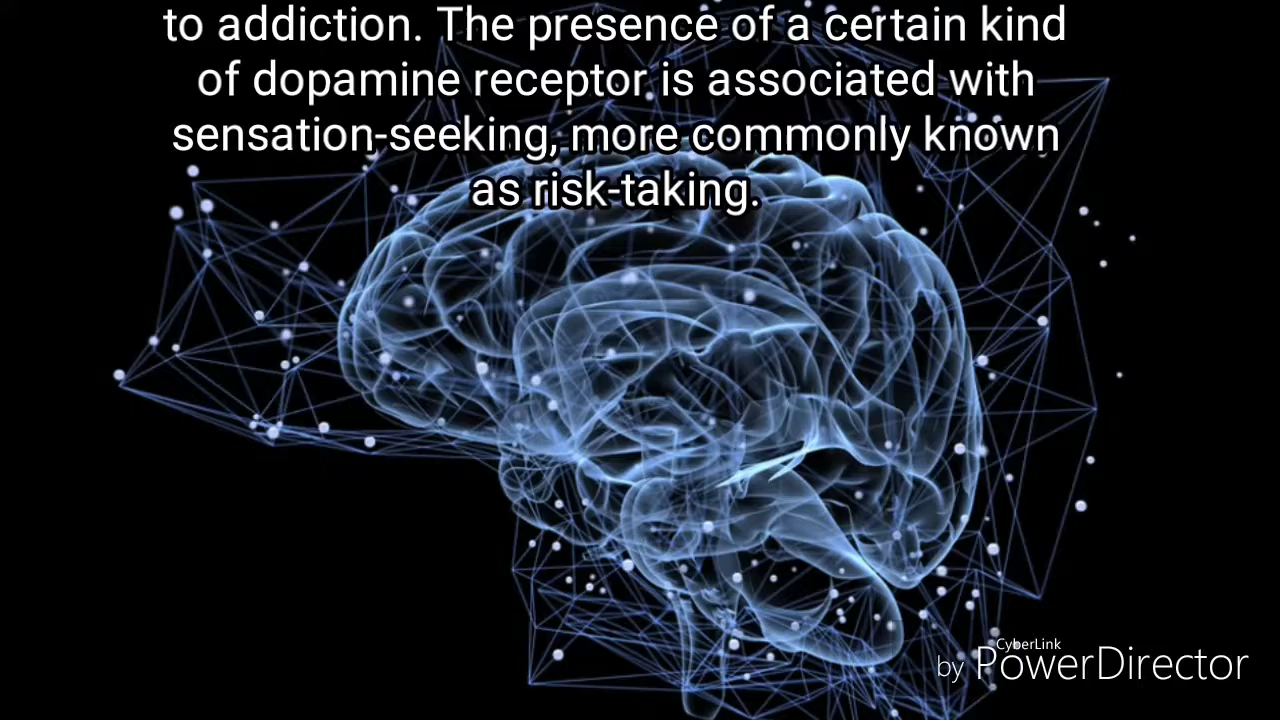 to addiction. The presence of a certain kind
of dopamine receptor is associated with
sensation-seeking, more commonly known
as risk-taking.
CyberLink
by PowerDirector